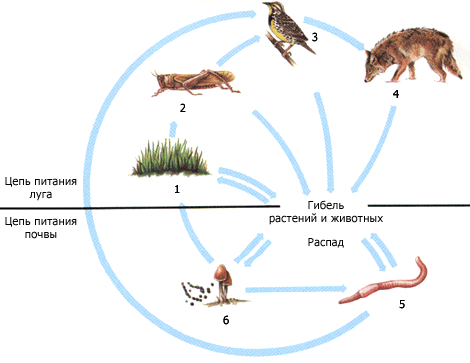 3
4
2
1
Цепь питания
луга
Гибель
растений и животных
Цепь питания
почвы
Распад
5
6